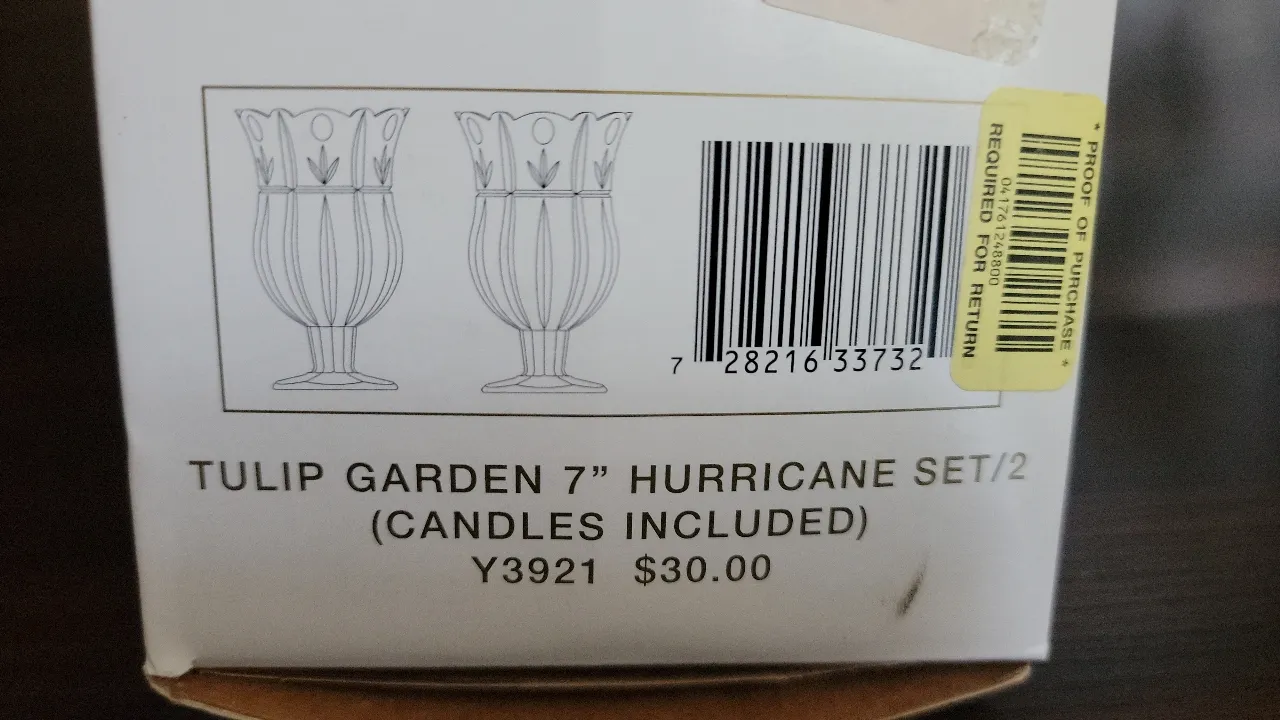 7 28216 33732
* PROOF OF PURCHASE *
041761248800
REQUIRED FOR RETURN
TULIP GARDEN 7” HURRICANE SET/2
(CANDLES INCLUDED)
Y3921 $30.00